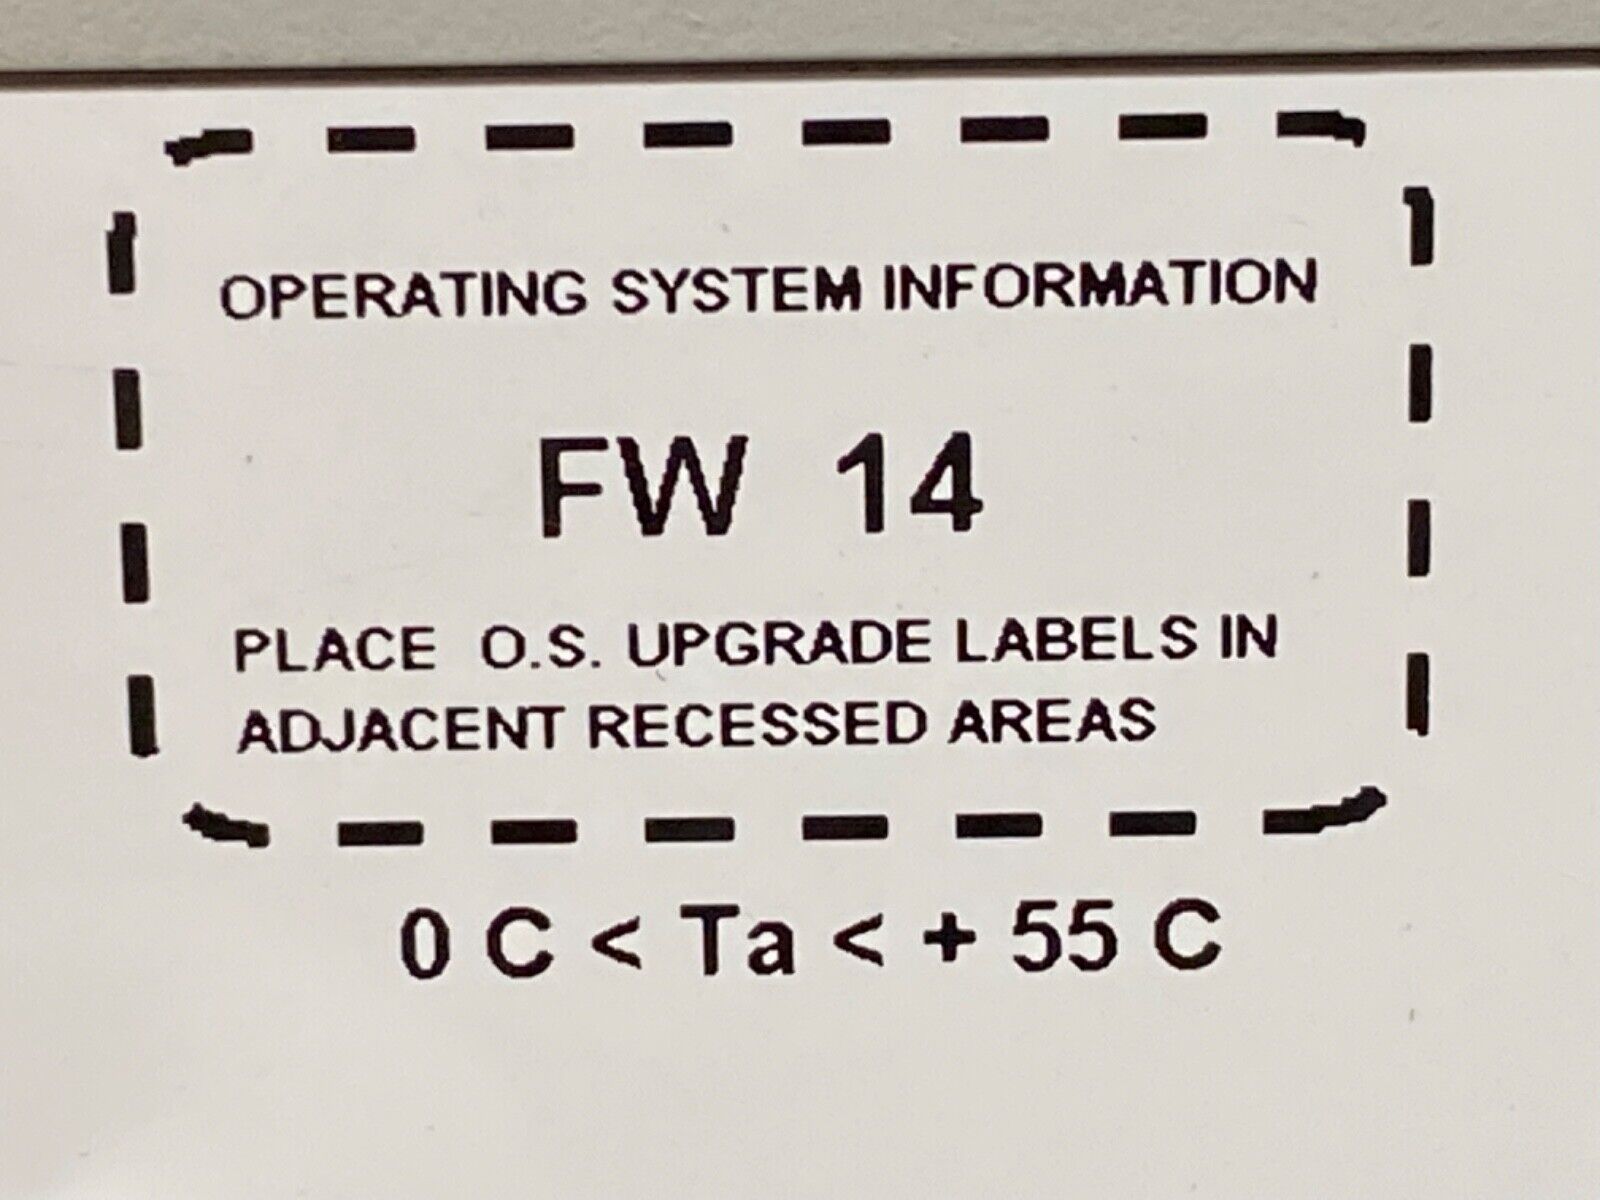 OPERATING SYSTEM INFORMATION
FW 14
PLACE O.S. UPGRADE LABELS IN
ADJACENT RECESSED AREAS
0 C < Ta < + 55 C